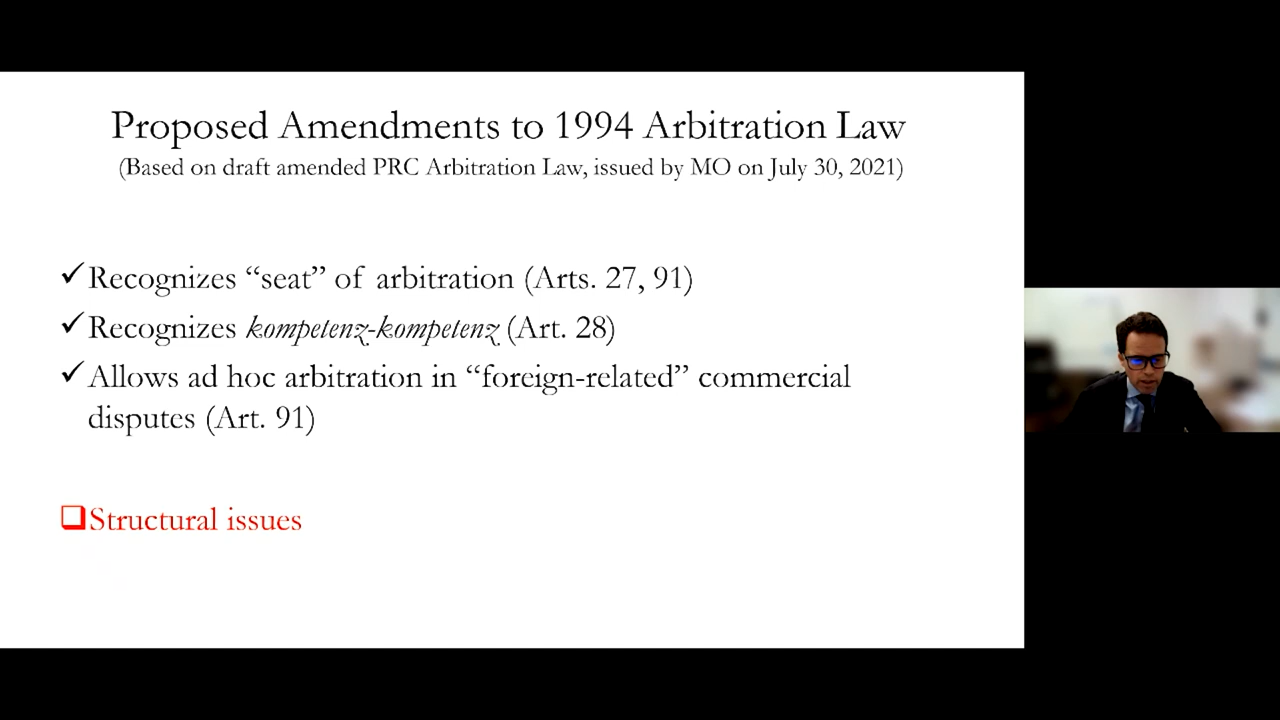 Proposed Amendments to 1994 Arbitration Law
(Based on draft amended PRC Arbitration Law, issued by MO on July 30, 2021)
Recognizes “seat” of arbitration (Arts. 27, 91)
Recognizes kompetenz-kompetenz (Art. 28)
Allows ad hoc arbitration in “foreign-related” commercial
disputes (Art. 91)
Structural issues